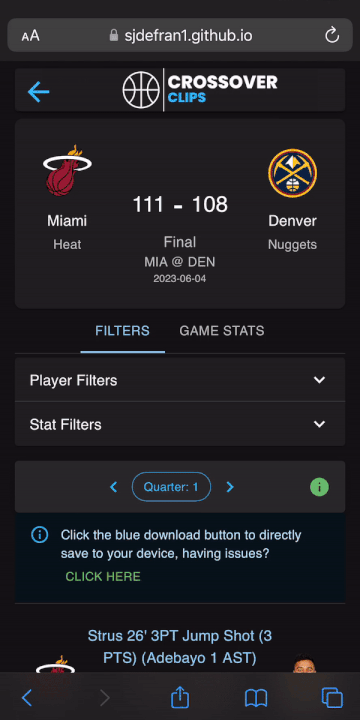 AA
sjdefran1.github.io
CROSSOVER
CLIPS
111 - 108
Miami
Denver
Heat
Final
Nuggets
MIA @ DEN
2023-06-04
FILTERS
GAME STATS
Player Filters
Stat Filters
Quarter: 1
Click the blue download button to directly
save to your device, having issues?
CLICK HERE
Strus 26' 3PT Jump Shot (3
PTS) (Adebayo 1 AST)